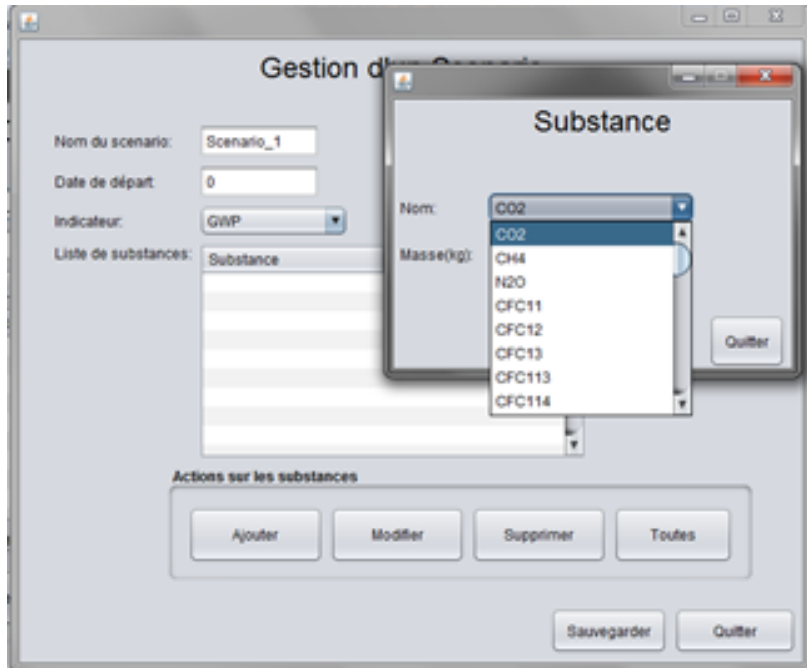 Gestion d'un Scenario
Nom du scenario:
Scenario_1
Date de départ:
0
Indicateur:
GWP
Liste de substances:
Substance
Actions sur les substances
Ajouter
Modifier
Supprimer
Toutes
Sauvegarder
Quitter
Substance
Nom:
CO2
CO2
CH4
N2O
CFC11
CFC12
CFC13
CFC113
CFC114
Masse(kg):
Quitter